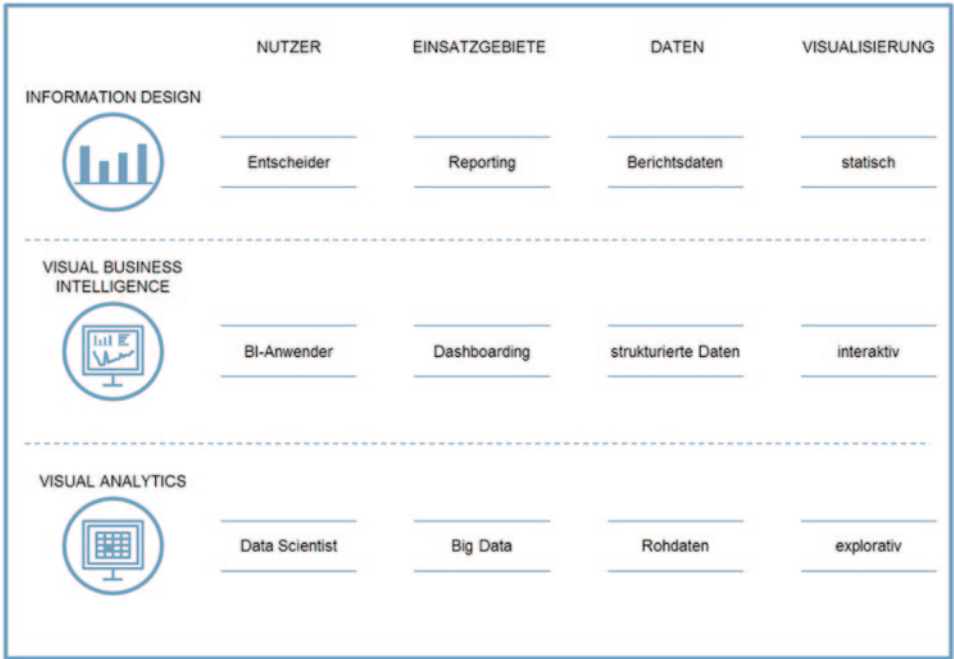 NUTZER EINSATZGEBIETE DATEN VISUALISIERUNG
INFORMATION DESIGN
Entscheider Reporting Berichtsdaten statisch
VISUAL BUSINESS
INTELLIGENCE
BI-Anwender Dashboarding strukturierte Daten interaktiv
VISUAL ANALYTICS
Data Scientist Big Data Rohdaten explorativ